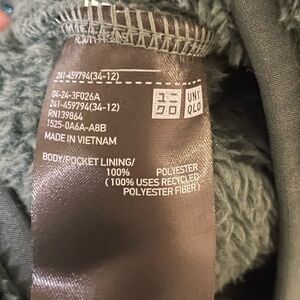 241-459794(34-12)
04-24-3F026A
241-459794(34-12)
RN139864
1525-0A6A-A8B
MADE IN VIETNAM
UNI
QLO
BODY/POCKET LINING/
100% POLYESTER
(100% USES RECYCLED
POLYESTER FIBER)